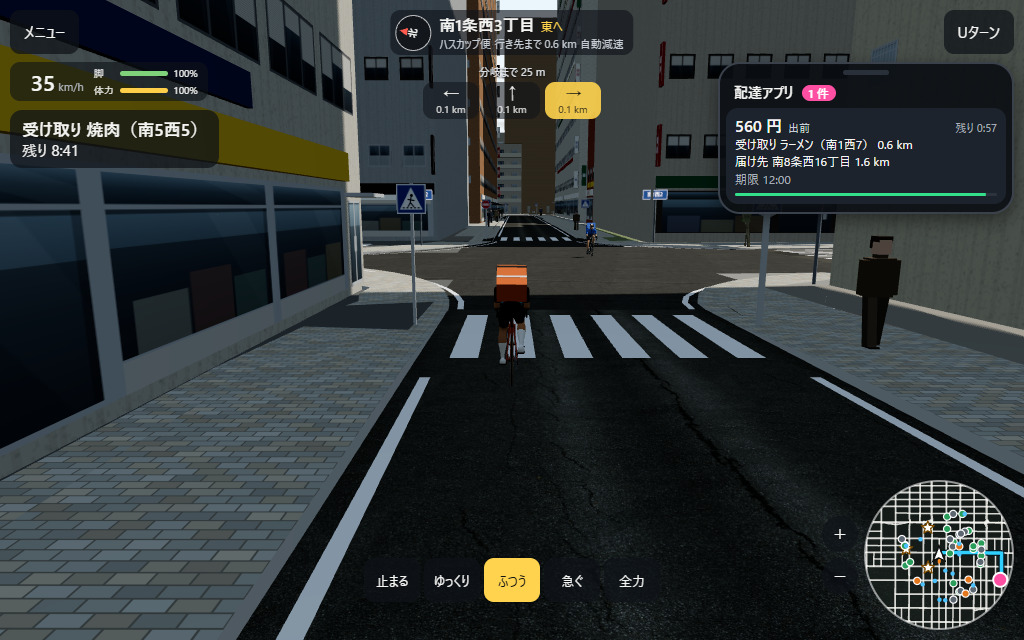 メニュー
南1条西3丁目 東へ
ハスカップ便 行き先まで 0.6 km 自動減速
Uターン
35 km/h
脚 100%
体力 100%
分岐まで 25 m
← 0.1 km
↑ 0.1 km
→ 0.1 km
受け取り 焼肉（南5西5）
残り 8:41
配達アプリ 1 件
560 円 出前 残り 0:57
受け取り ラーメン（南1西7） 0.6 km
届け先 南8条西16丁目 1.6 km
期限 12:00
+
−
止まる
ゆっくり
ふつう
急ぐ
全力